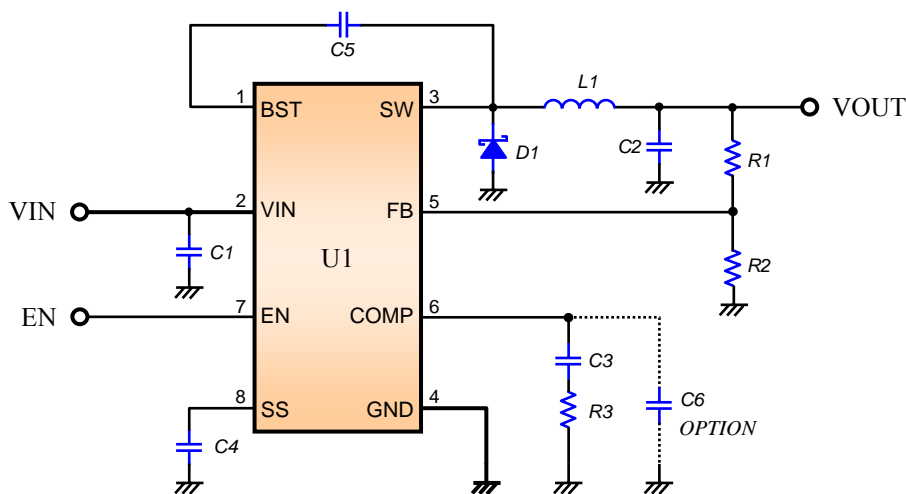 C5
L1
1 BST SW 3
VOUT
D1
C2
R1
VIN
2 VIN FB 5
C1
U1
R2
EN
7 EN COMP 6
C3
8 SS GND 4
R3
C6
OPTION
C4